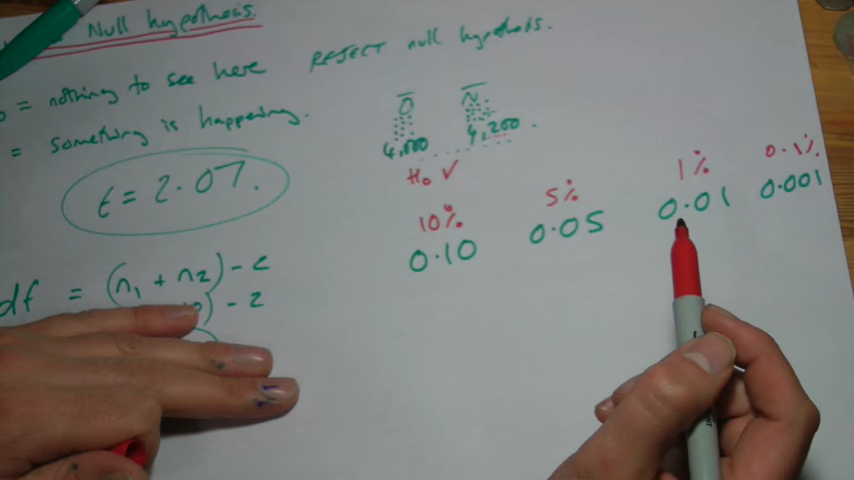 Null hypothesis.
= nothing to see here
REJECT null hypothesis.
= something is happening.
O N
4,000 4,200
H0 ✓
t = 2.07.
10% 5% 1% 0.1%
0.10 0.05 0.01 0.001
df = (n1 + n2) - 2
) - 2